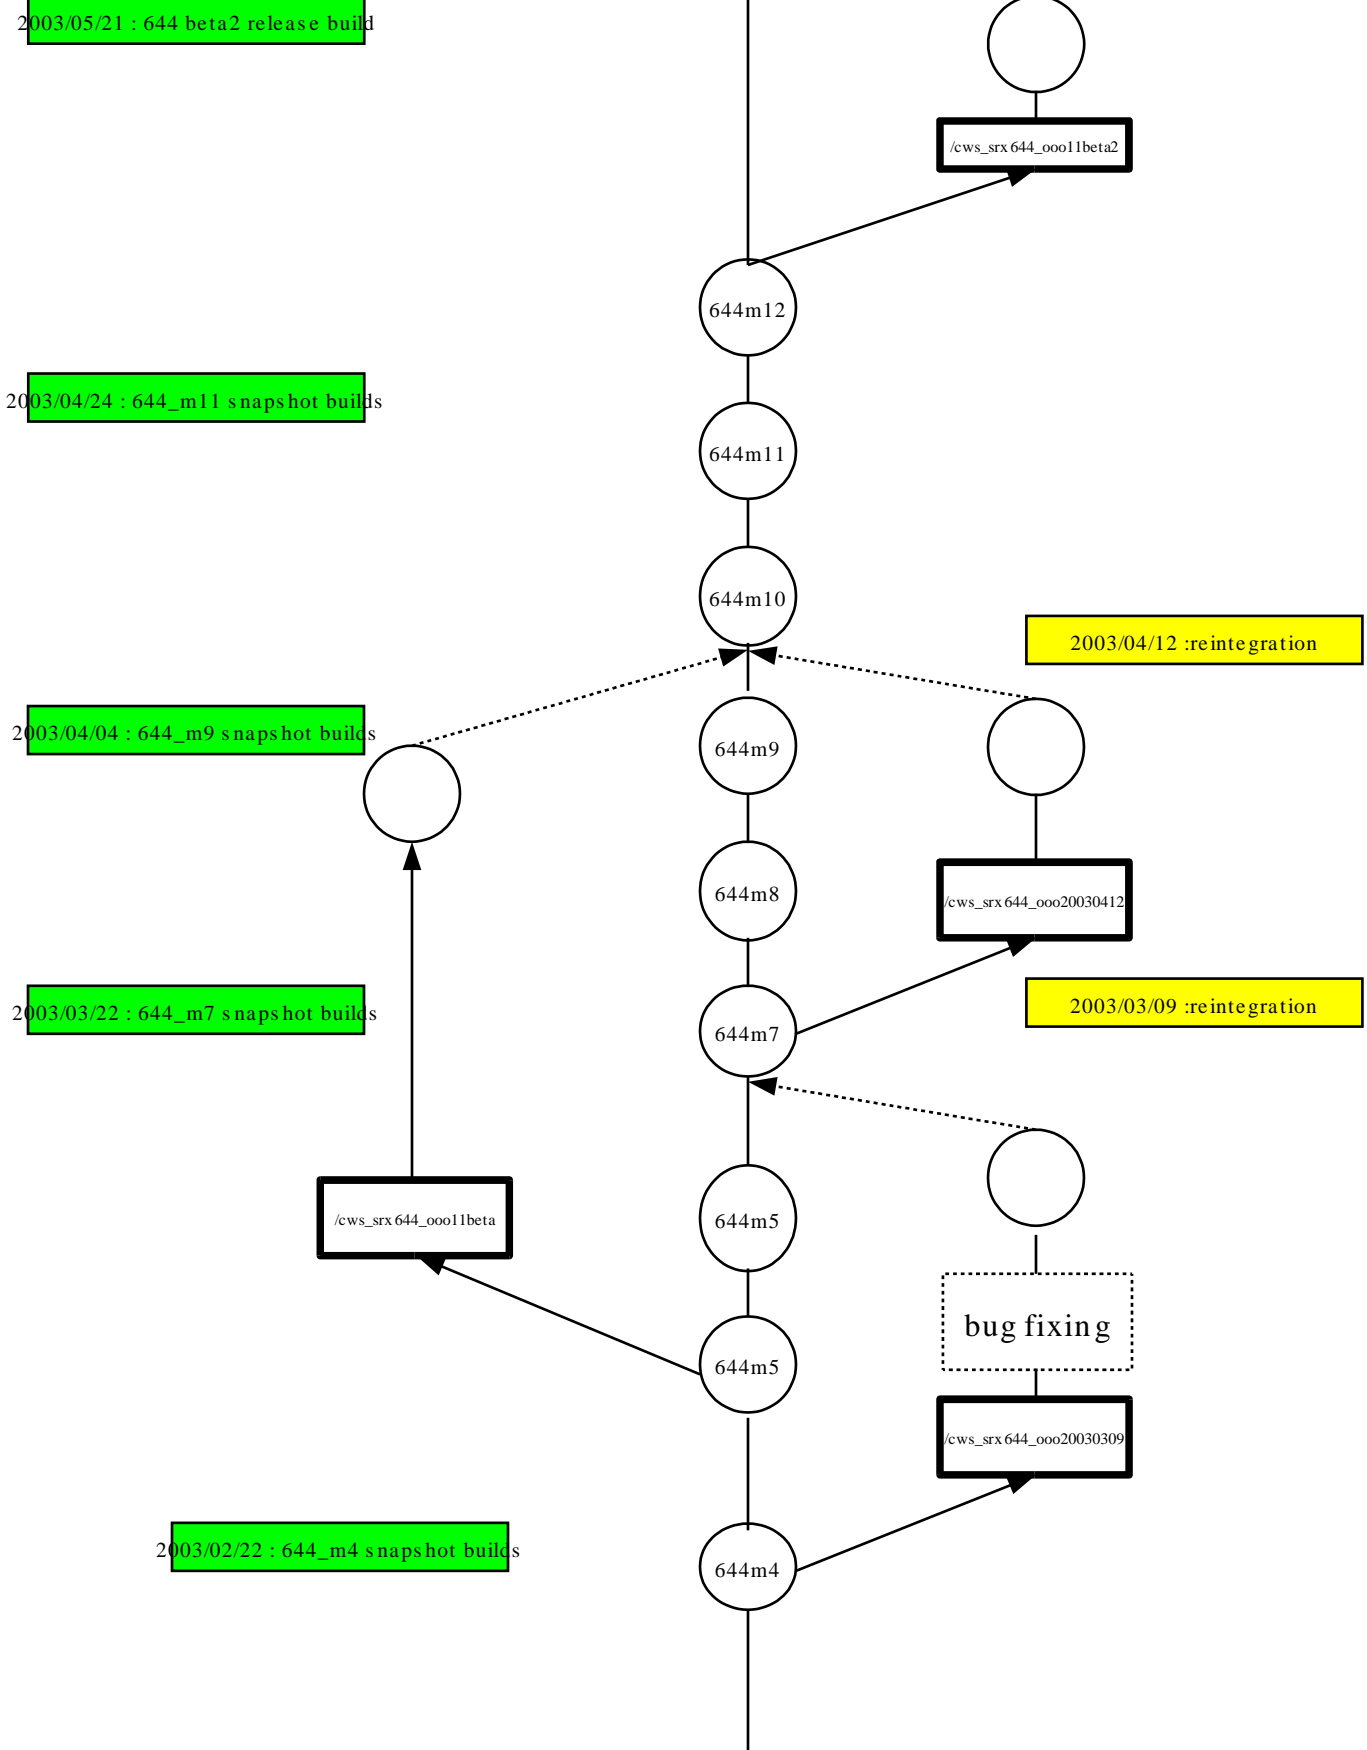 2003/05/21 : 644 beta2 release build
/cws_srx644_ooo11beta2
644m12
2003/04/24 : 644_m11 snapshot builds
644m11
644m10
2003/04/12 :reintegration
2003/04/04 : 644_m9 snapshot builds
644m9
644m8
/cws_srx644_ooo20030412
2003/03/22 : 644_m7 snapshot builds
2003/03/09 :reintegration
644m7
/cws_srx644_ooo11beta
644m5
bug fixing
644m5
/cws_srx644_ooo20030309
2003/02/22 : 644_m4 snapshot builds
644m4